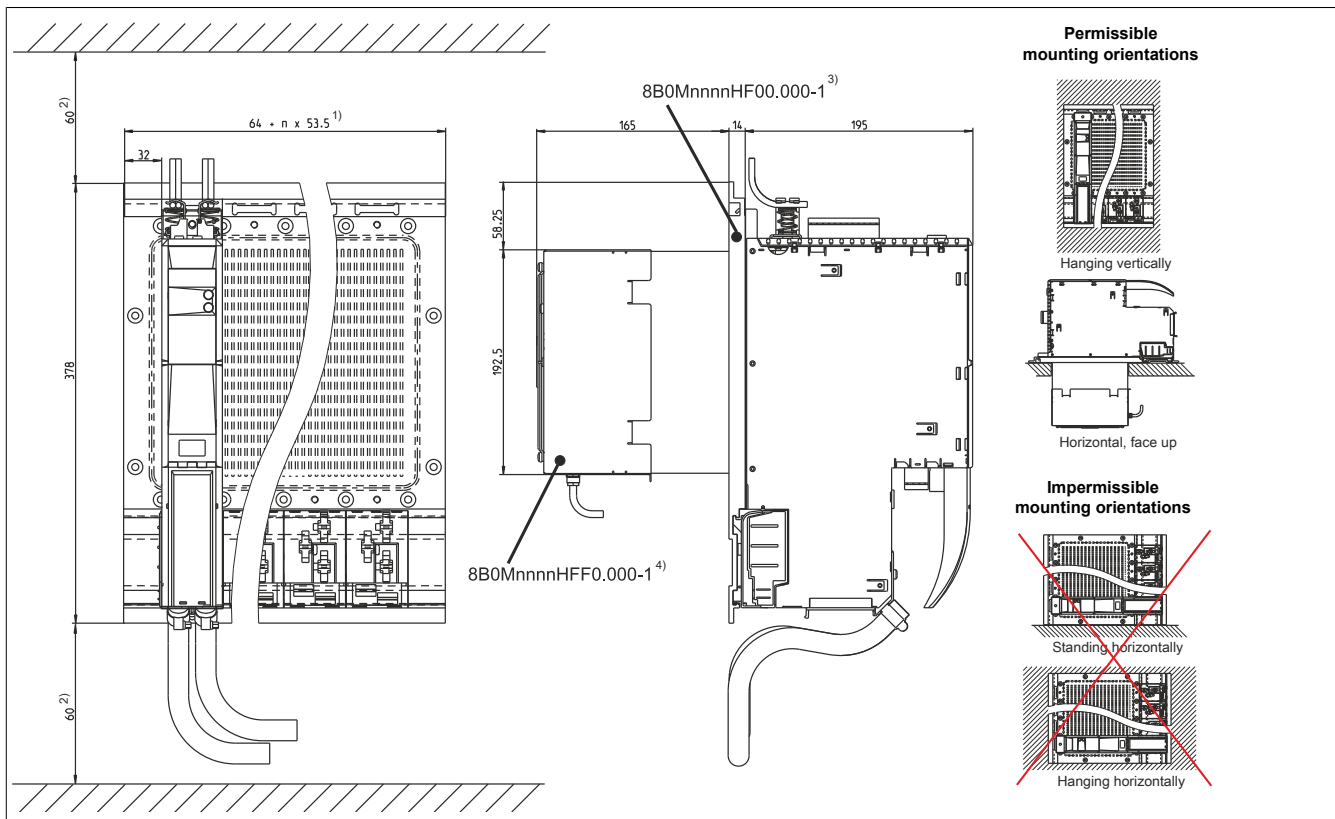 60 2)
64 + n x 53.5 1)
32
378
60 2)
8B0MnnnnHF00.000-1 3)
165
14
195
58.25
192.5
8B0MnnnnHFF0.000-1 4)
Permissible
mounting orientations
Hanging vertically
Horizontal, face up
Impermissible
mounting orientations
Standing horizontally
Hanging horizontally